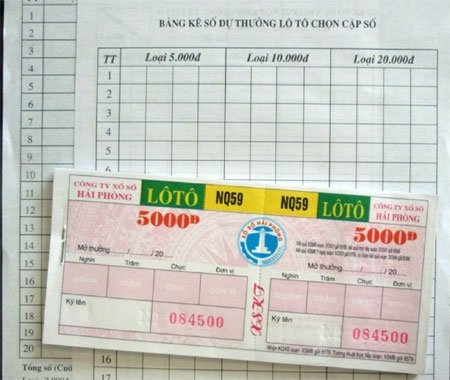 BẢNG KÊ SỐ DỰ THƯỞNG LÔ TÔ CHỌN CẶP SỐ
TT Loại 5.000đ Loại 10.000đ Loại 20.000đ
1
2
3
4
5
6
7
8
9
10
11
12
13
14
15
16
17
18
19
20
Tổng số (Cuố
1
2
3
4
5
CÔNG TY XỔ SỐ
HẢI PHÒNG
LÔTÔ
NQ59
5000Đ
Mở thưởng / / 20
Nghìn Trăm Chục Đơn vị
Ký tên
084500
XỔ SỐ HẢI PHÒNG
XSKT
NQ59
LÔTÔ
CÔNG TY XỔ SỐ
HẢI PHÒNG
5000Đ
Mở thưởng / / 20
Nghìn Trăm Chục Đơn vị
Ký tên
084500
16
17